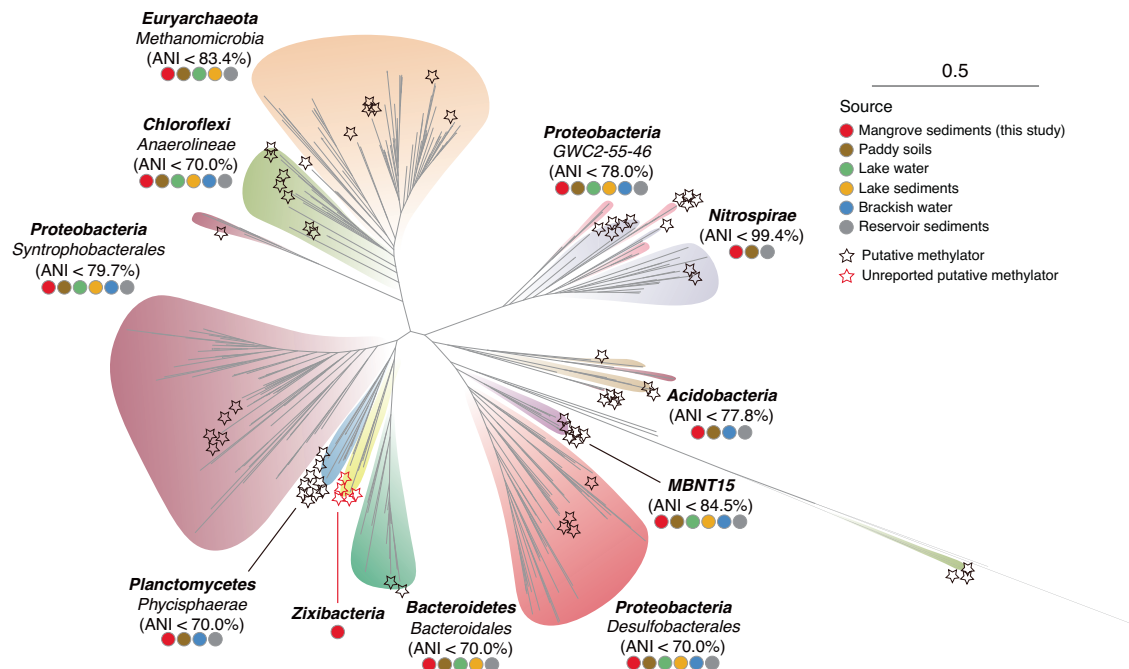 Euryarchaeota
Methanomicrobia
(ANI < 83.4%)
Chloroflexi
Anaerolineae
(ANI < 70.0%)
Proteobacteria
Syntrophobacterales
(ANI < 79.7%)
Proteobacteria
GWC2-55-46
(ANI < 78.0%)
Nitrospirae
(ANI < 99.4%)
0.5
Source
Mangrove sediments (this study)
Paddy soils
Lake water
Lake sediments
Brackish water
Reservoir sediments
Putative methylator
Unreported putative methylator
Acidobacteria
(ANI < 77.8%)
MBNT15
(ANI < 84.5%)
Planctomycetes
Phycisphaerae
(ANI < 70.0%)
Zixibacteria
Bacteroidetes
Bacteroidales
(ANI < 70.0%)
Proteobacteria
Desulfobacterales
(ANI < 70.0%)